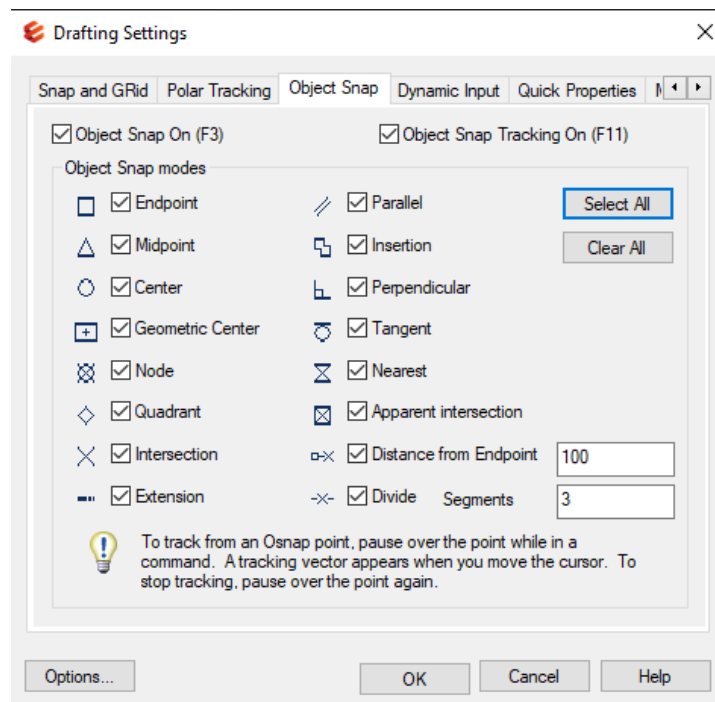 Drafting Settings
Snap and GRid Polar Tracking Object Snap Dynamic Input Quick Properties
Object Snap On (F3) Object Snap Tracking On (F11)
Object Snap modes
Endpoint Parallel Select All
Midpoint Insertion Clear All
Center Perpendicular
Geometric Center Tangent
Node Nearest
Quadrant Apparent intersection
Intersection Distance from Endpoint 100
Extension Divide Segments 3
To track from an Osnap point, pause over the point while in a
command. A tracking vector appears when you move the cursor. To
stop tracking, pause over the point again.
Options... OK Cancel Help